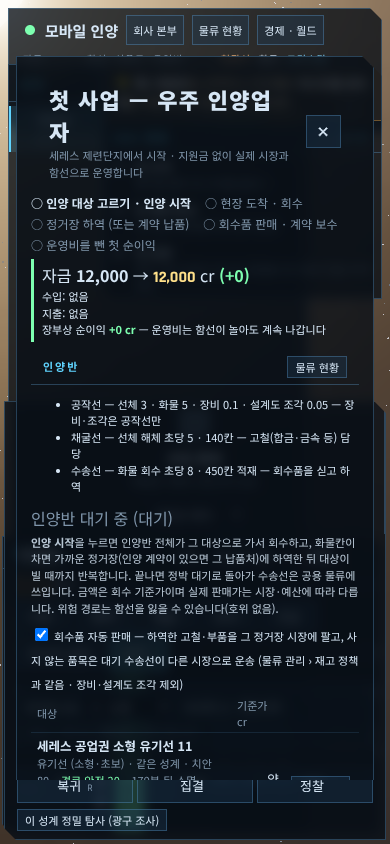 모바일 인양
회사 본부
물류 현황
경제 · 월드
첫 사업 — 우주 인양업
자
×
세레스 제련단지에서 시작 · 지원금 없이 실제 시장과
함선으로 운영합니다
○ 인양 대상 고르기 · 인양 시작 ○ 현장 도착 · 회수
○ 정거장 하역 (또는 계약 납품) ○ 회수품 판매 · 계약 보수
○ 운영비를 뺀 첫 순이익
자금 12,000 → 12,000 cr (+0)
수입: 없음
지출: 없음
장부상 순이익 +0 cr — 운영비는 함선이 놀아도 계속 나갑니다
인양반
물류 현황
• 공작선 — 선체 3 · 화물 5 · 장비 0.1 · 설계도 조각 0.05 — 장
비·조각은 공작선만
• 채굴선 — 선체 해체 초당 5 · 140칸 — 고철(합금·금속 등) 담
당
• 수송선 — 화물 회수 초당 8 · 450칸 적재 — 회수품을 싣고 하
역
인양반 대기 중 (대기)
인양 시작을 누르면 인양반 전체가 그 대상으로 가서 회수하고, 화물칸이
차면 가까운 정거장(인양 계약이 있으면 그 납품처)에 하역한 뒤 대상이
빌 때까지 반복합니다. 끝나면 정박 대기로 돌아가 수송선은 공용 물류에
쓰입니다. 금액은 회수 기준가이며 실제 판매가는 시장·예산에 따라 다릅
니다. 위험 경로는 함선을 잃을 수 있습니다(호위 없음).
회수품 자동 판매 — 하역한 고철·부품을 그 정거장 시장에 팔고, 사
지 않는 품목은 대기 수송선이 다른 시장으로 운송 (물류 관리 › 재고 정책
과 같음 · 장비·설계도 조각 제외)
대상
기준가
cr
세레스 공업권 소형 유기선 11
유기선 (소형·초보) · 같은 성계 · 치안
복귀 R
집결
정찰
이 성계 정밀 탐사 (광구 조사)